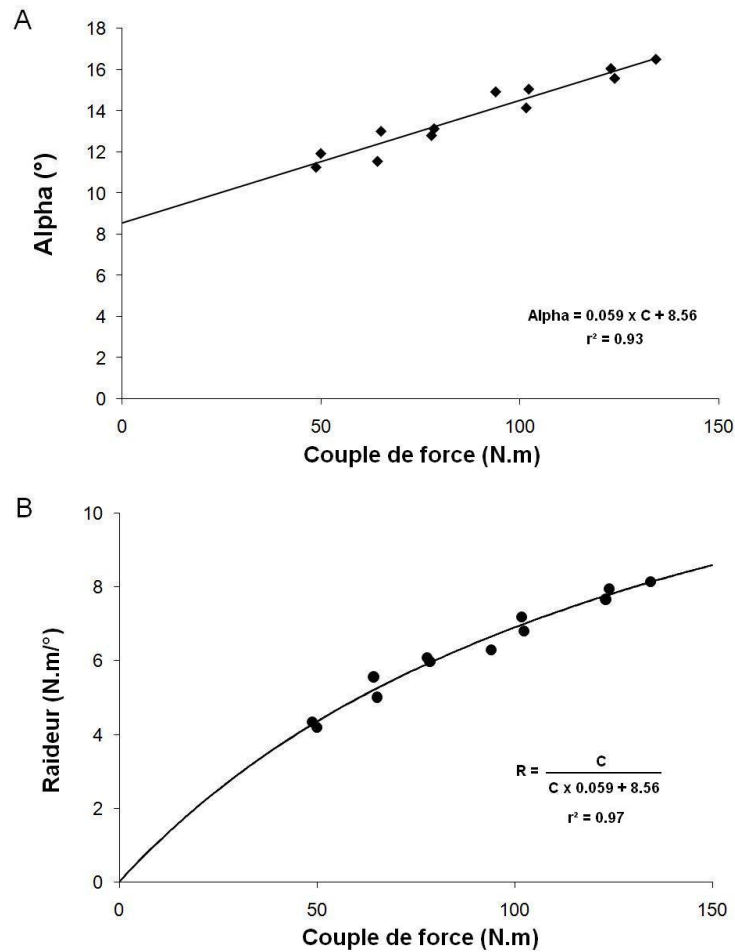 A
18
16
14
12
10
8
6
4
2
0
Alpha (°)
Alpha = 0.059 x C + 8.56
r² = 0.93
0 50 100 150
Couple de force (N.m)
B
10
8
6
4
2
0
Raideur (N.m/°)
R = C
C x 0.059 + 8.56
r² = 0.97
0 50 100 150
Couple de force (N.m)